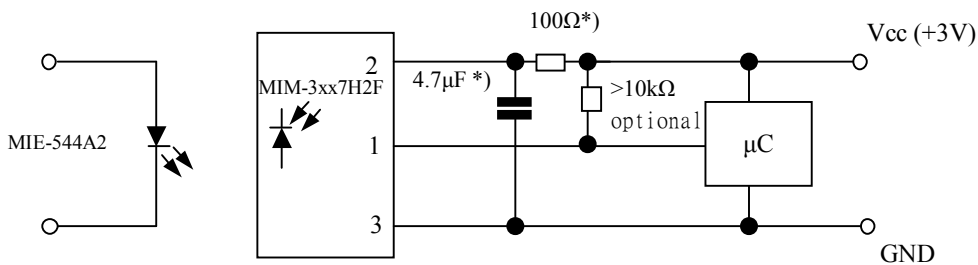 100Ω*)
Vcc (+3V)
2
MIM-3xx7H2F
4.7μF *)
>10kΩ
optional
MIE-544A2
1
μC
3
GND